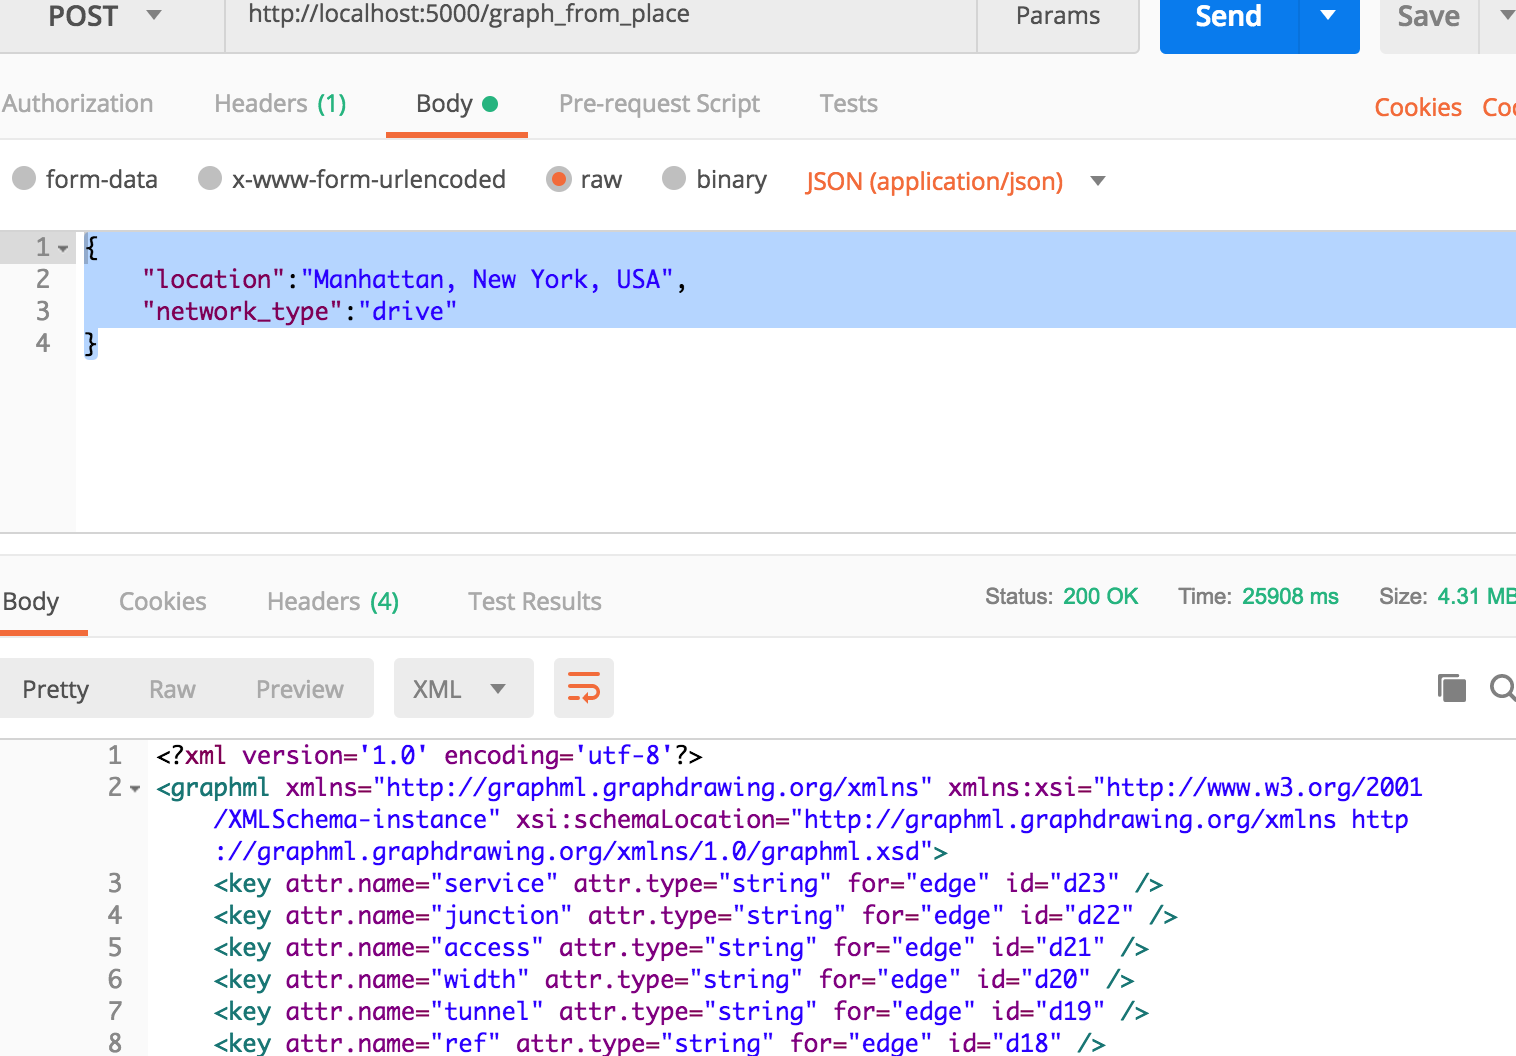 POST http://localhost:5000/graph_from_place Params Send Save
Authorization Headers (1) Body Pre-request Script Tests Cookies
form-data x-www-form-urlencoded raw binary JSON (application/json)
1 {
2 "location":"Manhattan, New York, USA",
3 "network_type":"drive"
4 }
Body Cookies Headers (4) Test Results Status: 200 OK Time: 25908 ms Size: 4.31 MB
Pretty Raw Preview XML
1 <?xml version='1.0' encoding='utf-8'?>
2 <graphml xmlns="http://graphml.graphdrawing.org/xmlns" xmlns:xsi="http://www.w3.org/2001
/XMLSchema-instance" xsi:schemaLocation="http://graphml.graphdrawing.org/xmlns http
://graphml.graphdrawing.org/xmlns/1.0/graphml.xsd">
3 <key attr.name="service" attr.type="string" for="edge" id="d23" />
4 <key attr.name="junction" attr.type="string" for="edge" id="d22" />
5 <key attr.name="access" attr.type="string" for="edge" id="d21" />
6 <key attr.name="width" attr.type="string" for="edge" id="d20" />
7 <key attr.name="tunnel" attr.type="string" for="edge" id="d19" />
8 <key attr.name="ref" attr.type="string" for="edge" id="d18" />